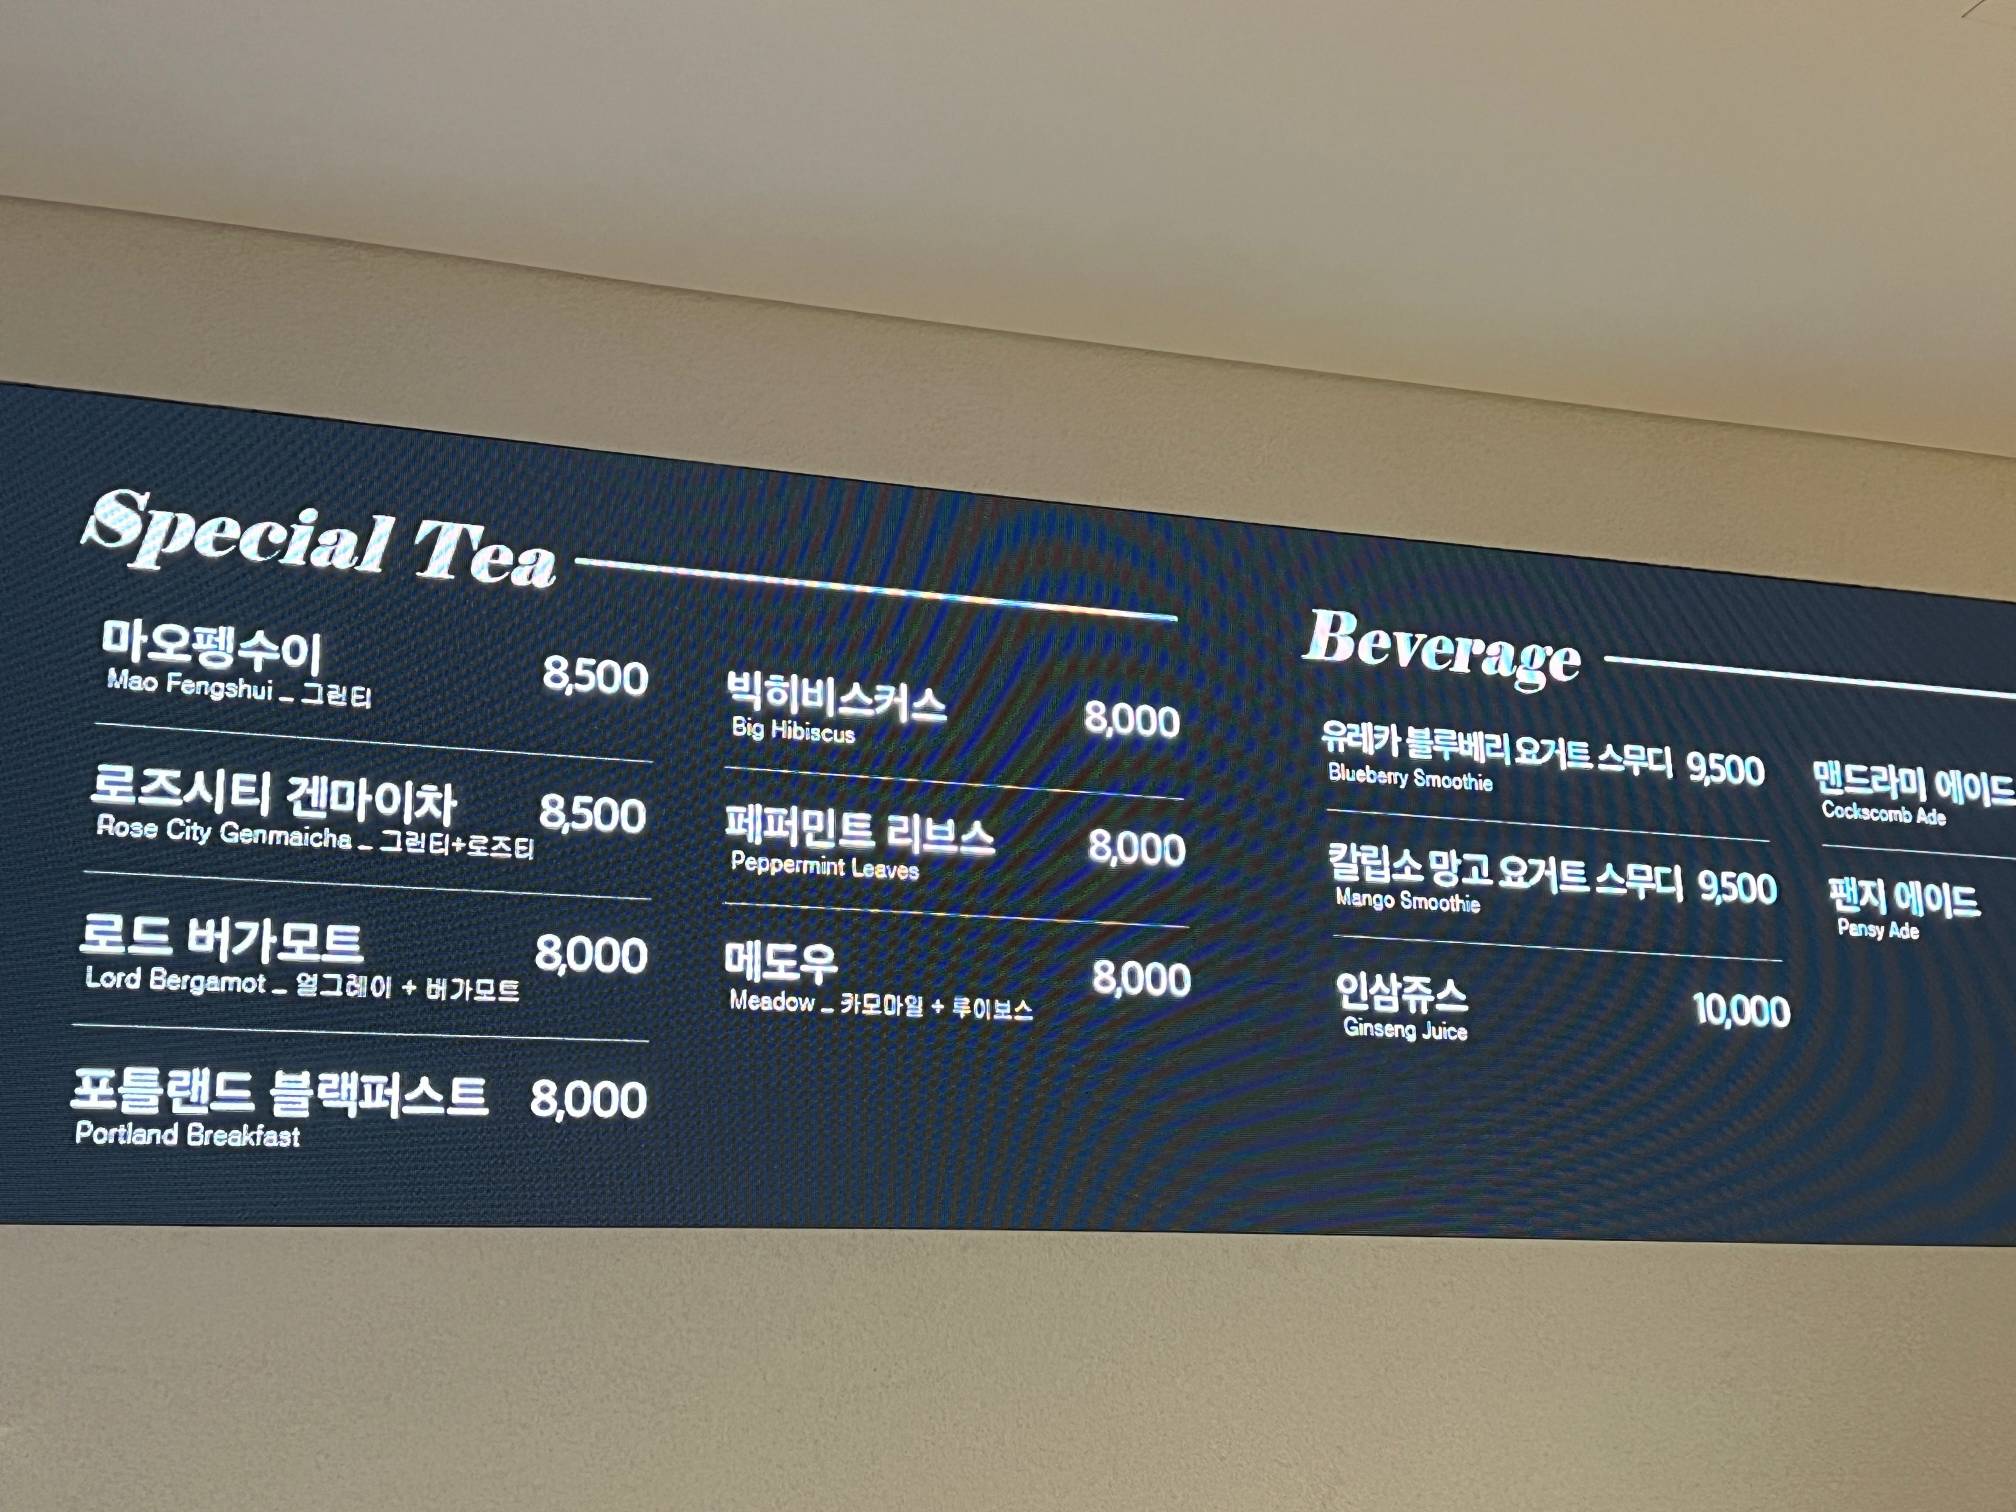 Special Tea
마오펭수이 8,500
Mao Fengshui _ 그린티
로즈시티 겐마이차 8,500
Rose City Genmaicha _ 그린티+로즈티
로드 버가모트 8,000
Lord Bergamot _ 얼그레이 + 버가모트
포틀랜드 블랙퍼스트 8,000
Portland Breakfast
빅히비스커스 8,000
Big Hibiscus
페퍼민트 리브스 8,000
Peppermint Leaves
메도우 8,000
Meadow _ 카모마일 + 루이보스
Beverage
유레카 블루베리 요거트 스무디 9,500
Blueberry Smoothie
칼립소 망고 요거트 스무디 9,500
Mango Smoothie
인삼쥬스 10,000
Ginseng Juice
맨드라미 에이드
Cockscomb Ade
팬지 에이드
Pansy Ade